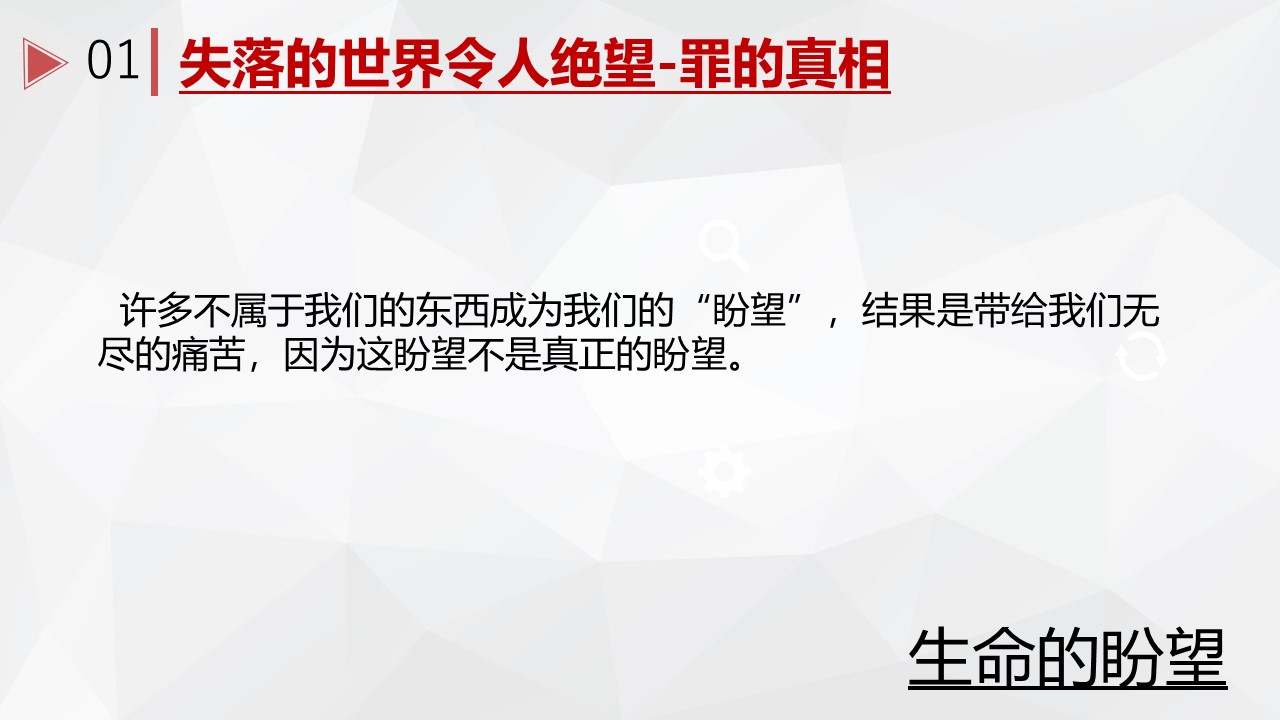 01 失落的世界令人绝望-罪的真相
许多不属于我们的东西成为我们的“盼望”，结果是带给我们无
尽的痛苦，因为这盼望不是真正的盼望。
生命的盼望